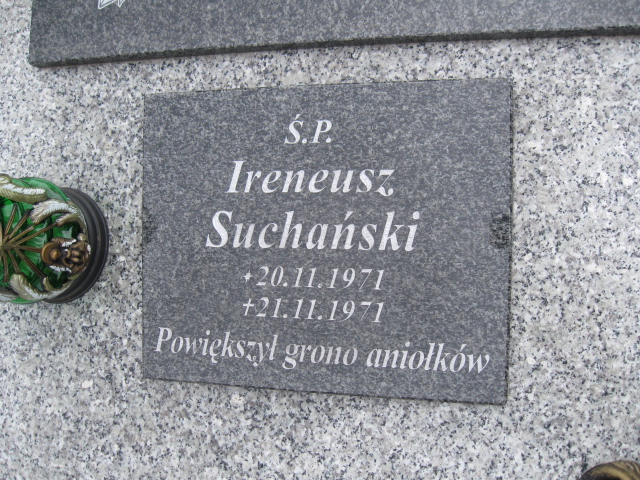 Ś.P.
Ireneusz
Suchański
*20.11.1971
+21.11.1971
Powiększył grono aniołków